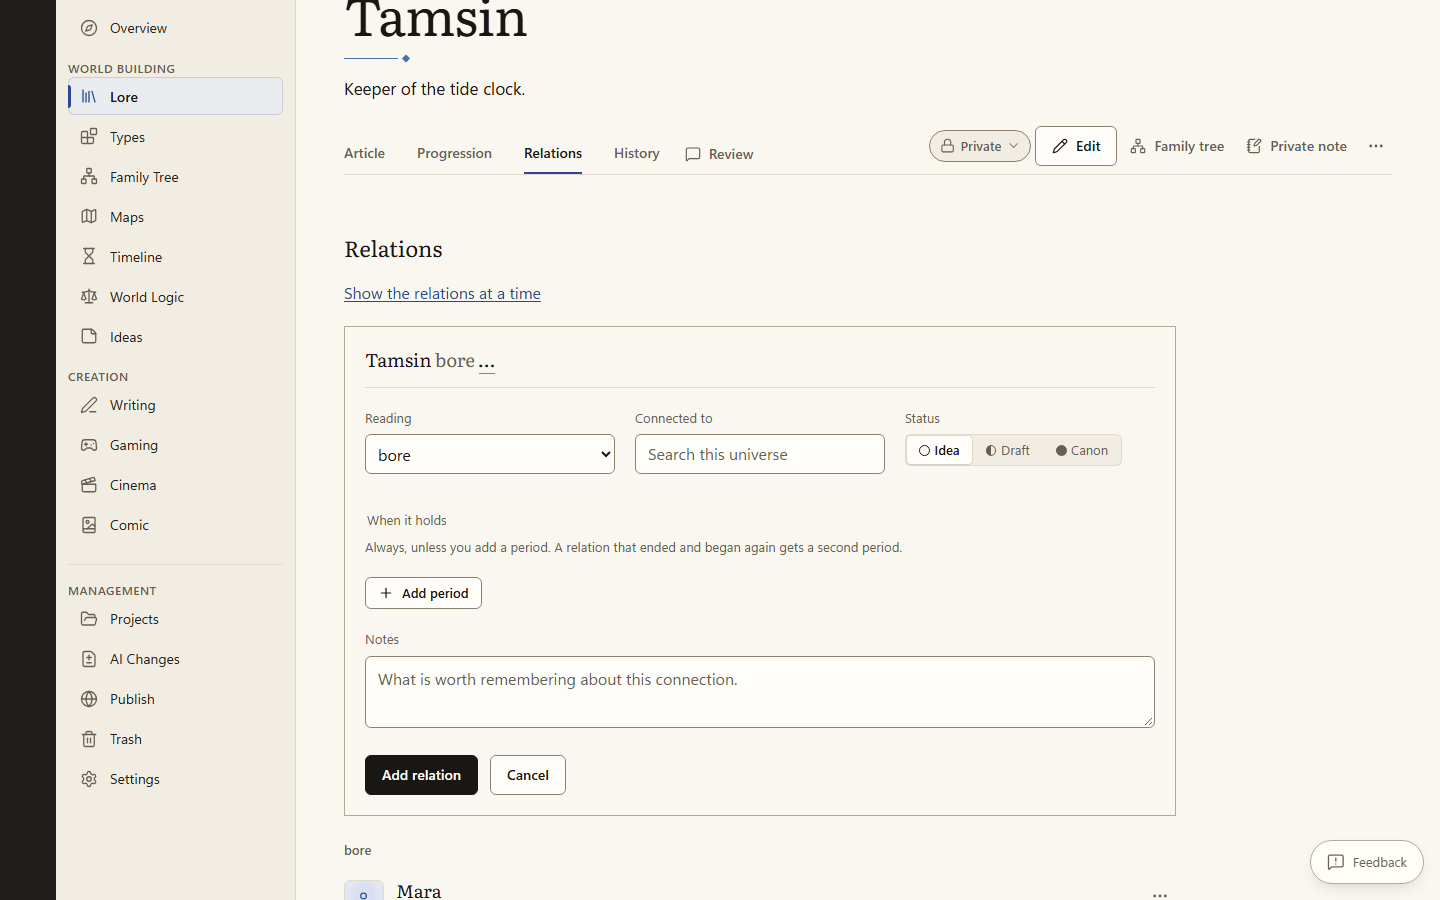 Tamsin
Keeper of the tide clock.
Overview
WORLD BUILDING
Lore
Types
Family Tree
Maps
Timeline
World Logic
Ideas
CREATION
Writing
Gaming
Cinema
Comic
MANAGEMENT
Projects
AI Changes
Publish
Trash
Settings
Article
Progression
Relations
History
Review
Private
Edit
Family tree
Private note
Relations
Show the relations at a time
Tamsin bore ...
Reading
Connected to
Status
bore
Search this universe
Idea
Draft
Canon
When it holds
Always, unless you add a period. A relation that ended and began again gets a second period.
Add period
Notes
What is worth remembering about this connection.
Add relation
Cancel
bore
Mara
Feedback